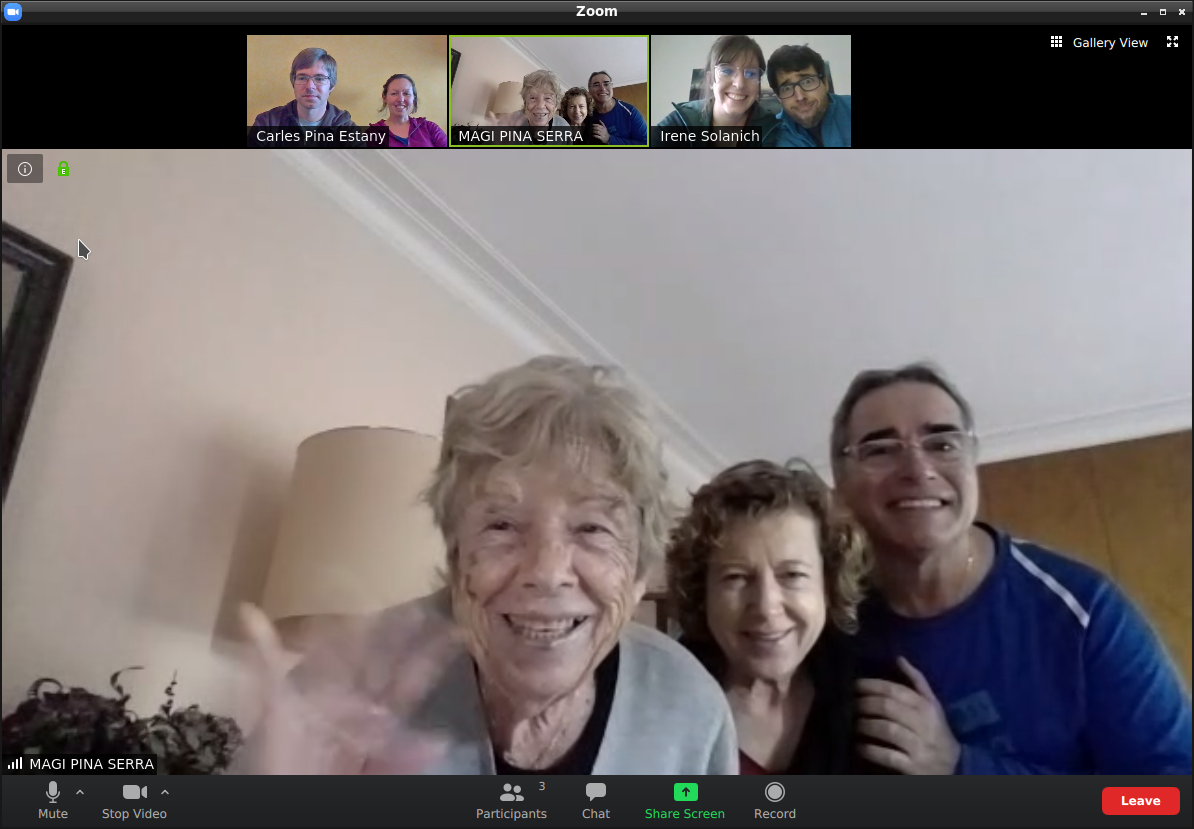 Zoom
Gallery View
Carles Pina Estany
MAGI PINA SERRA
Irene Solanich
E
MAGI PINA SERRA
Mute
Stop Video
Participants
3
Chat
Share Screen
Record
Leave